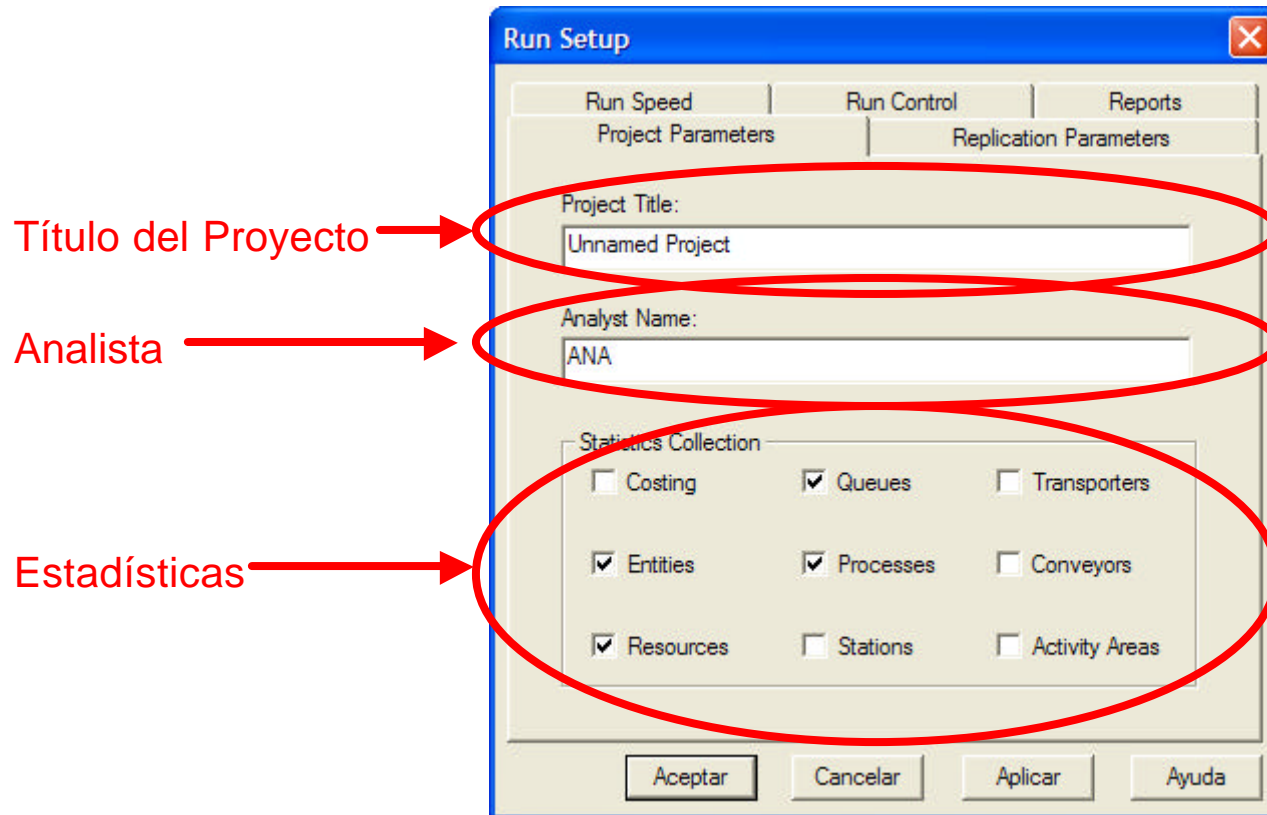 Run Setup
Run Speed
Run Control
Reports
Project Parameters
Replication Parameters
Título del Proyecto
Project Title:
Unnamed Project
Analista
Analyst Name:
ANA
Estadísticas
Statistics Collection
Costing
Queues
Transporters
Entities
Processes
Conveyors
Resources
Stations
Activity Areas
Aceptar
Cancelar
Aplicar
Ayuda